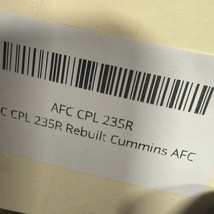 AFC CPL 235R
C CPL 235R Rebuilt Cummins AFC